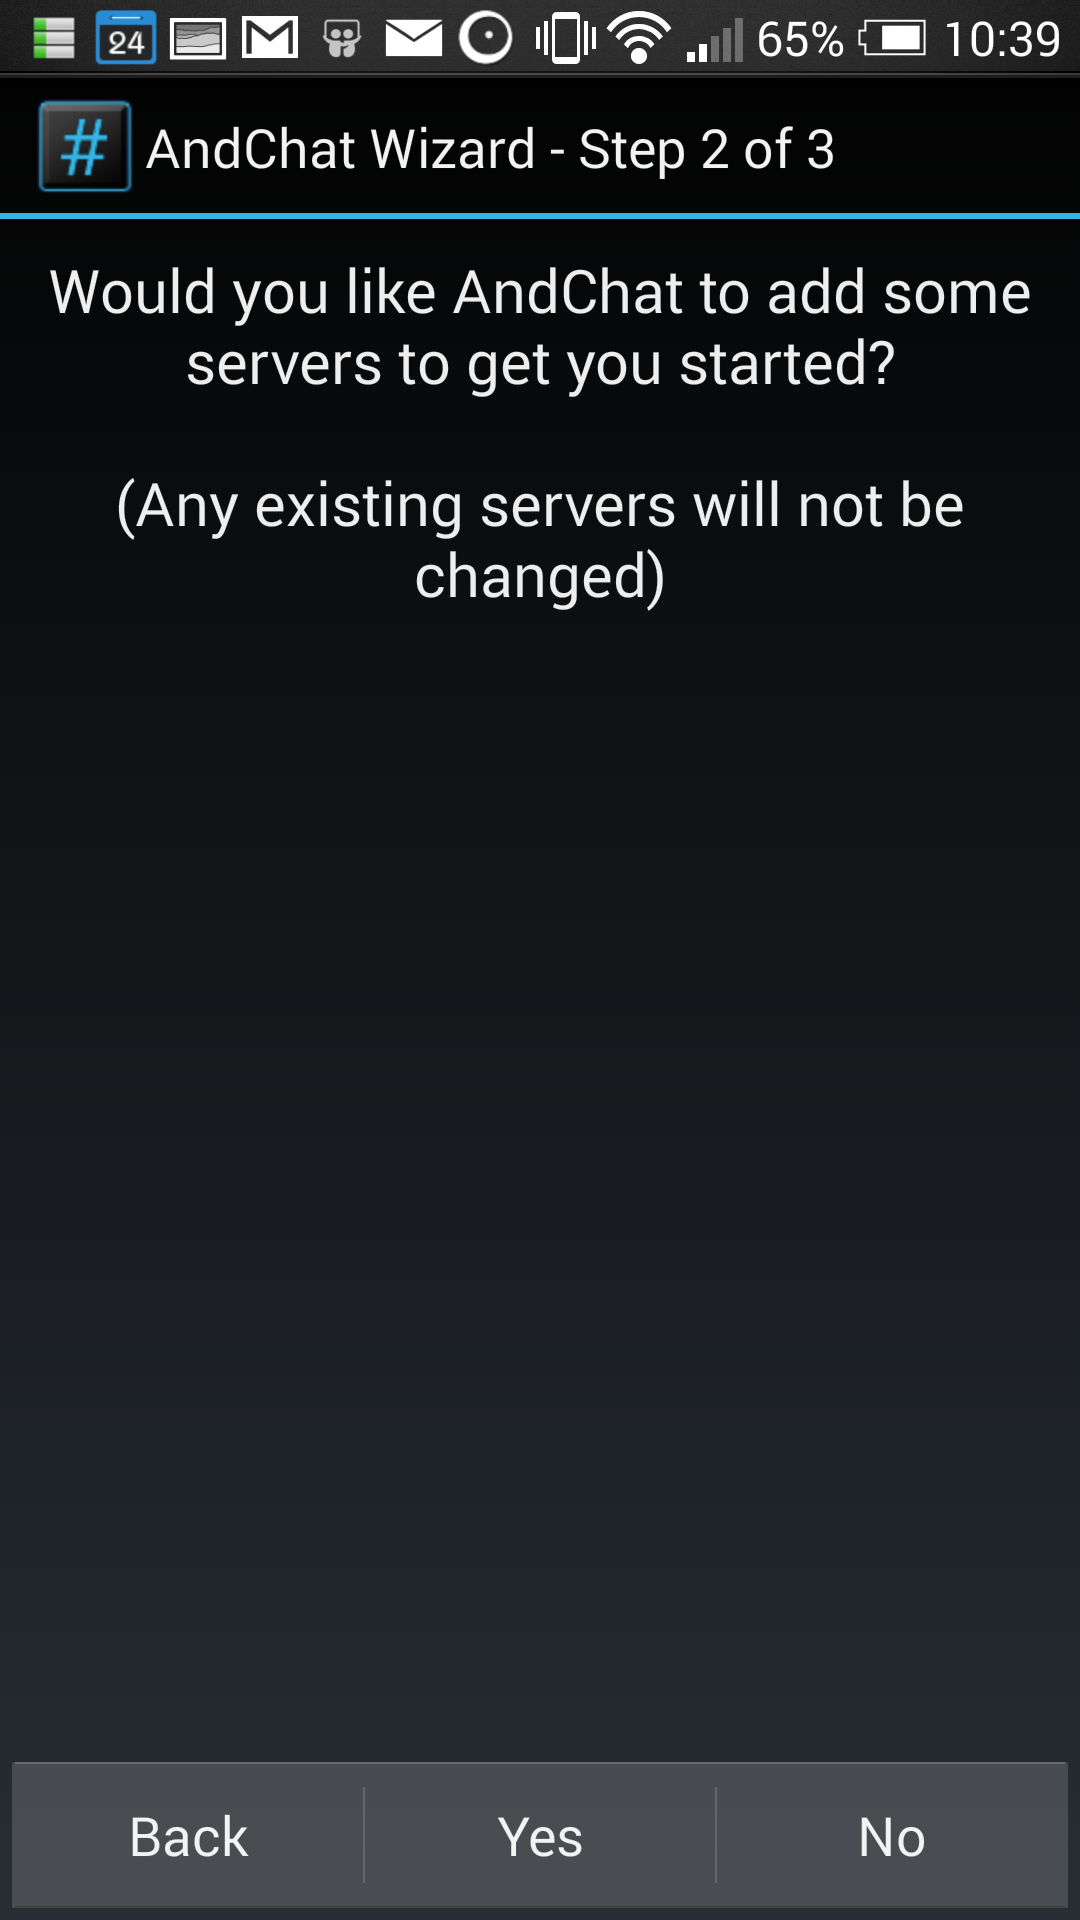 24 65% 10:39
# AndChat Wizard - Step 2 of 3
Would you like AndChat to add some
servers to get you started?
(Any existing servers will not be
changed)
Back Yes No